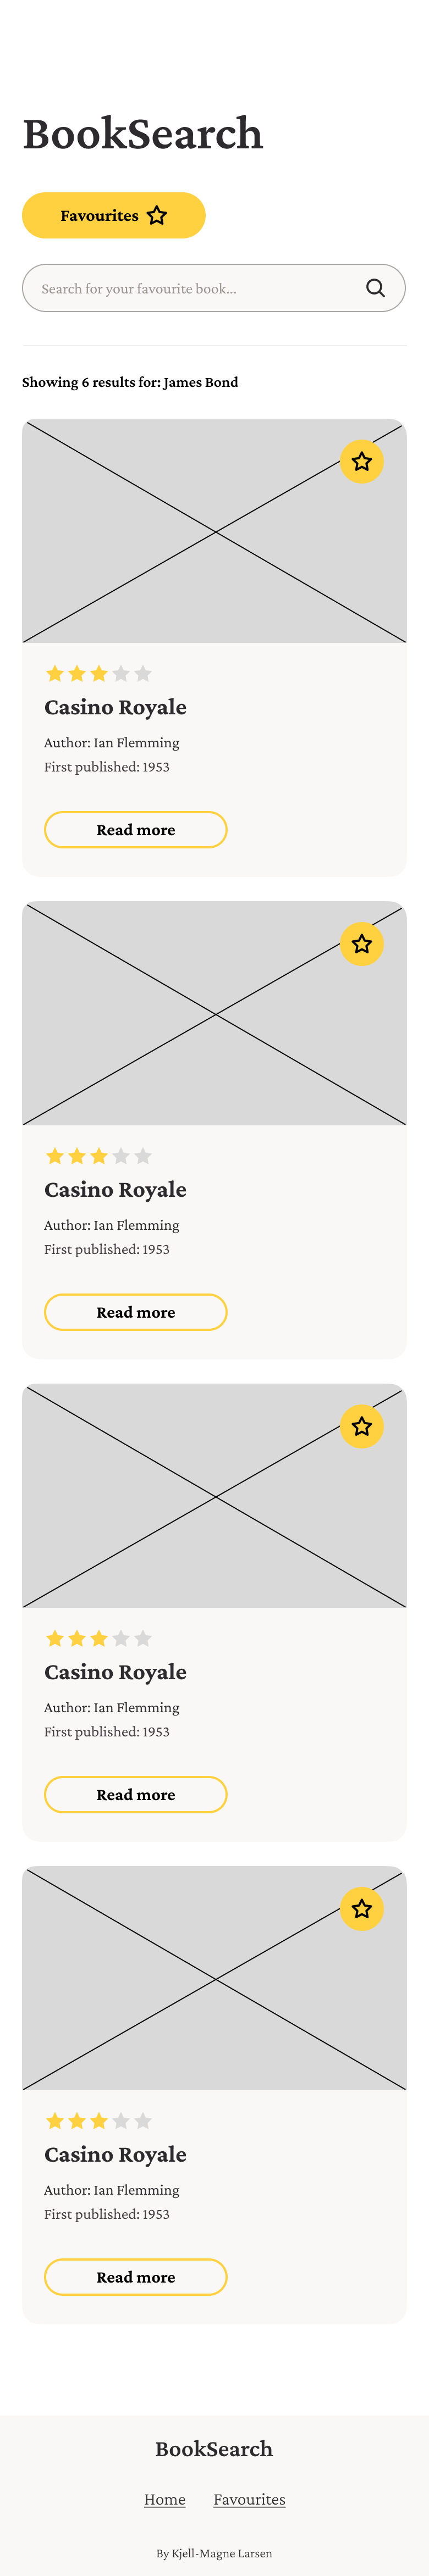 BookSearch
Favourites
Search for your favourite book...
Showing 6 results for: James Bond
Casino Royale
Author: Ian Flemming
First published: 1953
Read more
Casino Royale
Author: Ian Flemming
First published: 1953
Read more
Casino Royale
Author: Ian Flemming
First published: 1953
Read more
Casino Royale
Author: Ian Flemming
First published: 1953
Read more
BookSearch
Home Favourites
By Kjell-Magne Larsen